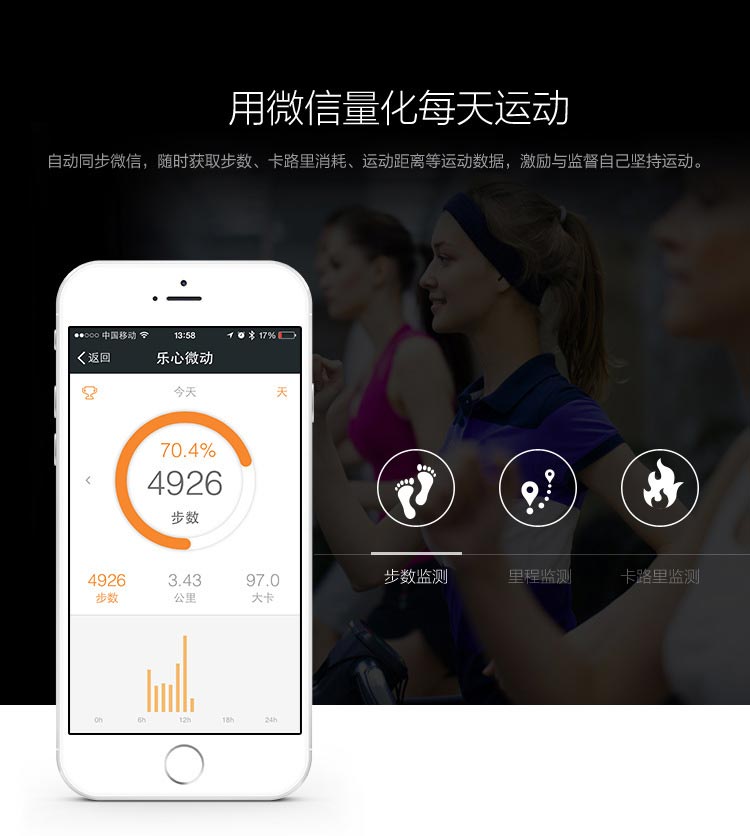 用微信量化每天运动
自动同步微信，随时获取步数、卡路里消耗、运动距离等运动数据，激励与监督自己坚持运动。
中国移动 13:58 17%
返回 乐心微动
今天 天
70.4%
4926
步数
4926 3.43 97.0
步数 公里 大卡
0h 6h 12h 18h 24h
步数监测 里程监测 卡路里监测